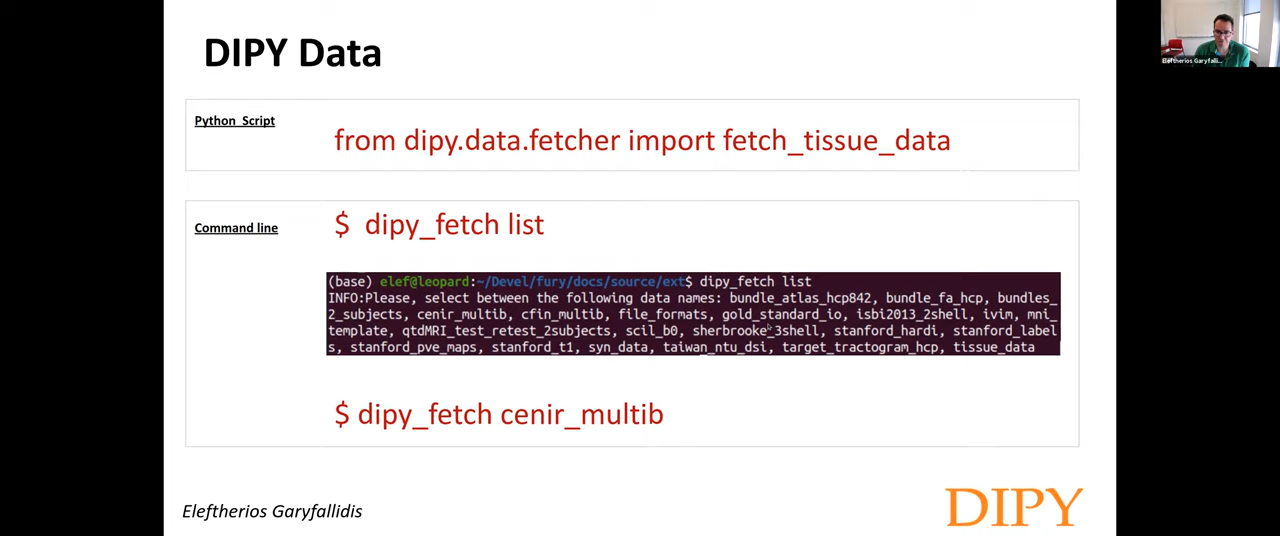 DIPY Data
Eleftherios Garyfalli...
Python Script
from dipy.data.fetcher import fetch_tissue_data
Command line
$ dipy_fetch list
(base) elef@leopard:~/Devel/fury/docs/source/ext$ dipy_fetch list
INFO:Please, select between the following data names: bundle_atlas_hcp842, bundle_fa_hcp, bundles_
2_subjects, cenir_multib, cfin_multib, file_formats, gold_standard_io, isbi2013_2shell, ivim, mni_
template, qtdMRI_test_retest_2subjects, scil_b0, sherbrooke_3shell, stanford_hardi, stanford_label
s, stanford_pve_maps, stanford_t1, syn_data, taiwan_ntu_dsi, target_tractogram_hcp, tissue_data
$ dipy_fetch cenir_multib
Eleftherios Garyfallidis
DIPY